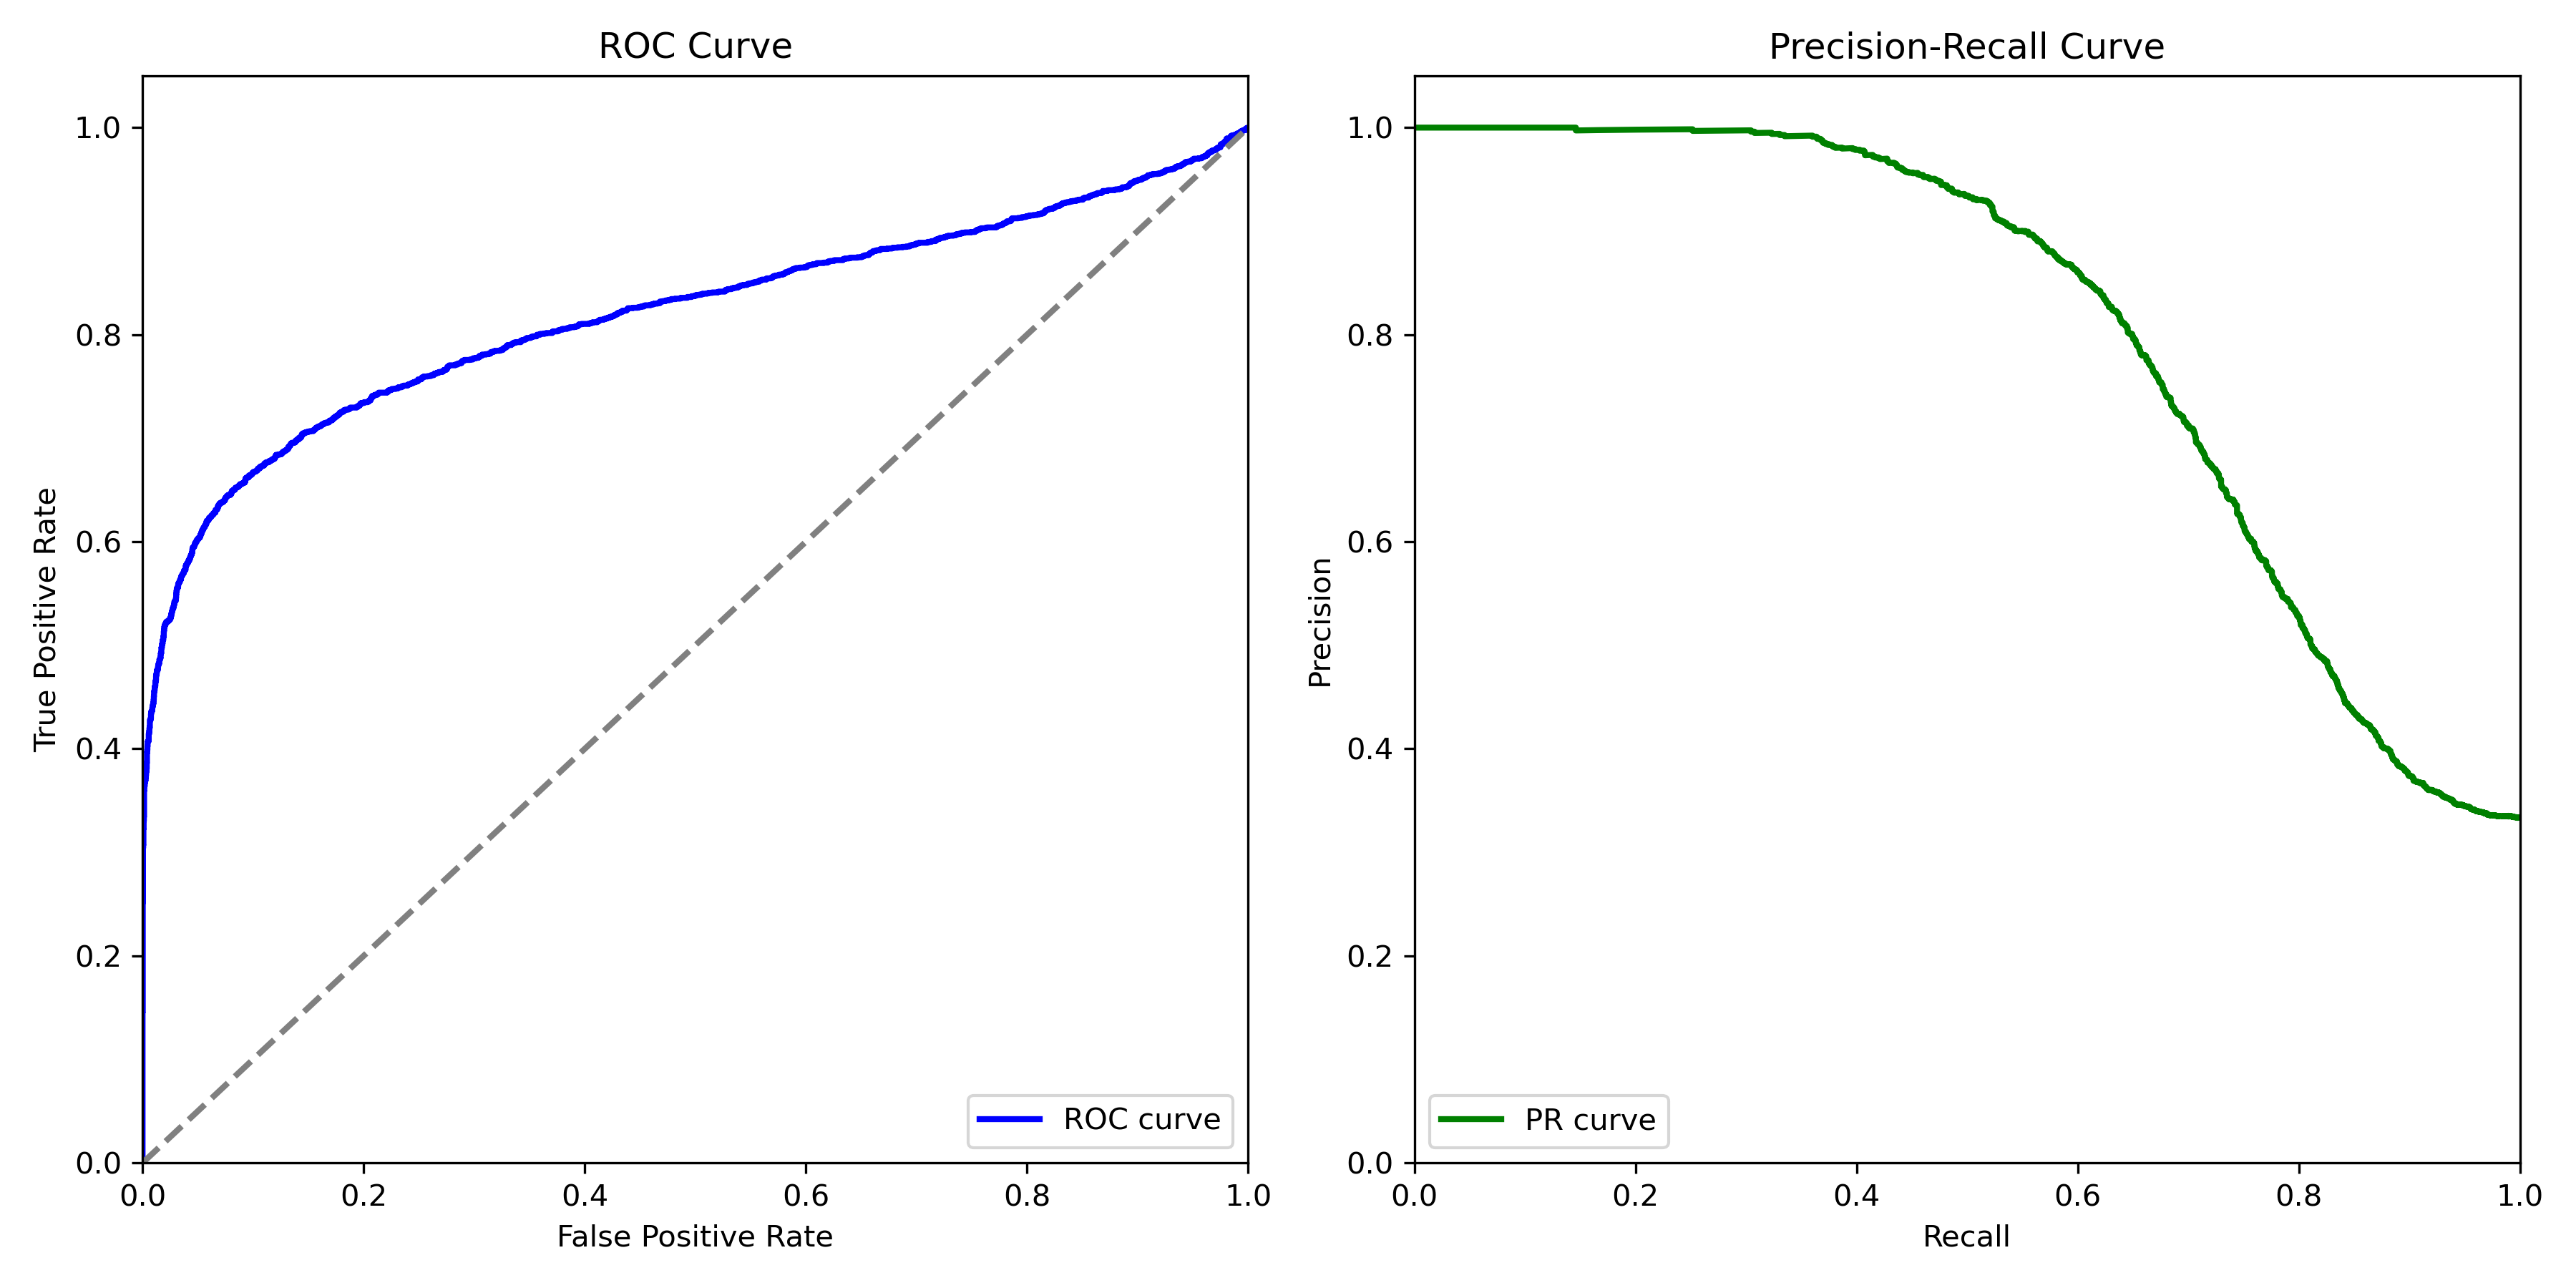 ROC Curve
True Positive Rate
1.0
0.8
0.6
0.4
0.2
0.0
0.0 0.2 0.4 0.6 0.8 1.0
False Positive Rate
ROC curve
Precision-Recall Curve
Precision
1.0
0.8
0.6
0.4
0.2
0.0
0.0 0.2 0.4 0.6 0.8 1.0
Recall
PR curve